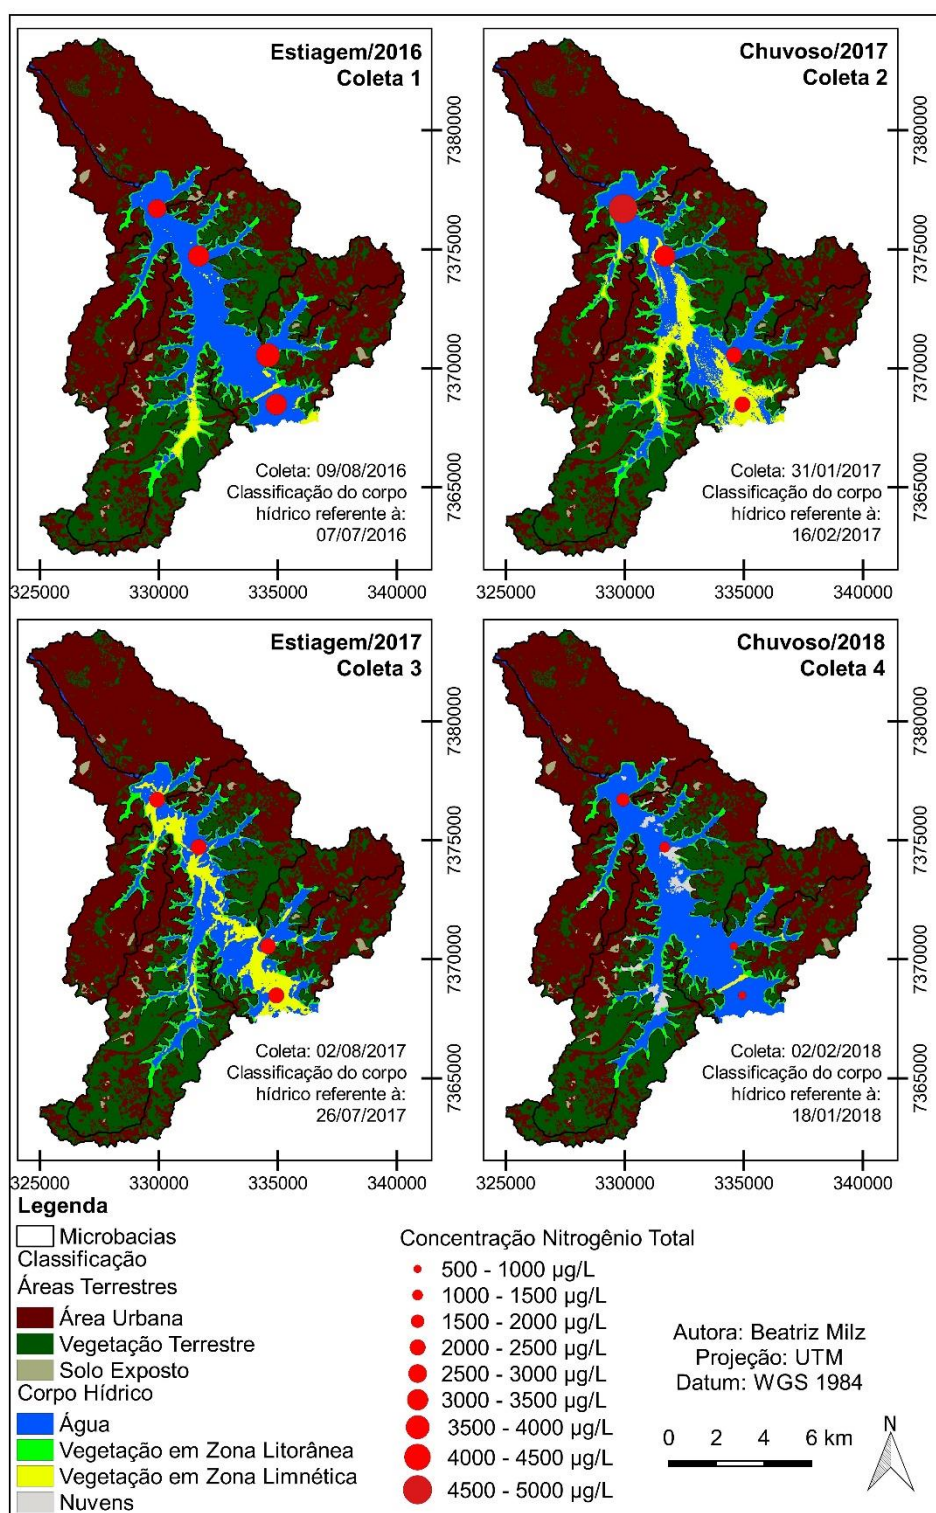 Estiagem/2016
Coleta 1
7380000
7375000
7370000
7365000
Coleta: 09/08/2016
Classificação do corpo
hídrico referente à:
07/07/2016
325000 330000 335000 340000
Chuvoso/2017
Coleta 2
7380000
7375000
7370000
7365000
Coleta: 31/01/2017
Classificação do corpo
hídrico referente à:
16/02/2017
325000 330000 335000 340000
Estiagem/2017
Coleta 3
7380000
7375000
7370000
7365000
Coleta: 02/08/2017
Classificação do corpo
hídrico referente à:
26/07/2017
325000 330000 335000 340000
Chuvoso/2018
Coleta 4
7380000
7375000
7370000
7365000
Coleta: 02/02/2018
Classificação do corpo
hídrico referente à:
18/01/2018
325000 330000 335000 340000
Legenda
Microbacias
Classificação
Áreas Terrestres
Área Urbana
Vegetação Terrestre
Solo Exposto
Corpo Hídrico
Água
Vegetação em Zona Litorânea
Vegetação em Zona Limnética
Nuvens
Concentração Nitrogênio Total
500 - 1000 µg/L
1000 - 1500 µg/L
1500 - 2000 µg/L
2000 - 2500 µg/L
2500 - 3000 µg/L
3000 - 3500 µg/L
3500 - 4000 µg/L
4000 - 4500 µg/L
4500 - 5000 µg/L
Autora: Beatriz Milz
Projeção: UTM
Datum: WGS 1984
0 2 4 6 km
N